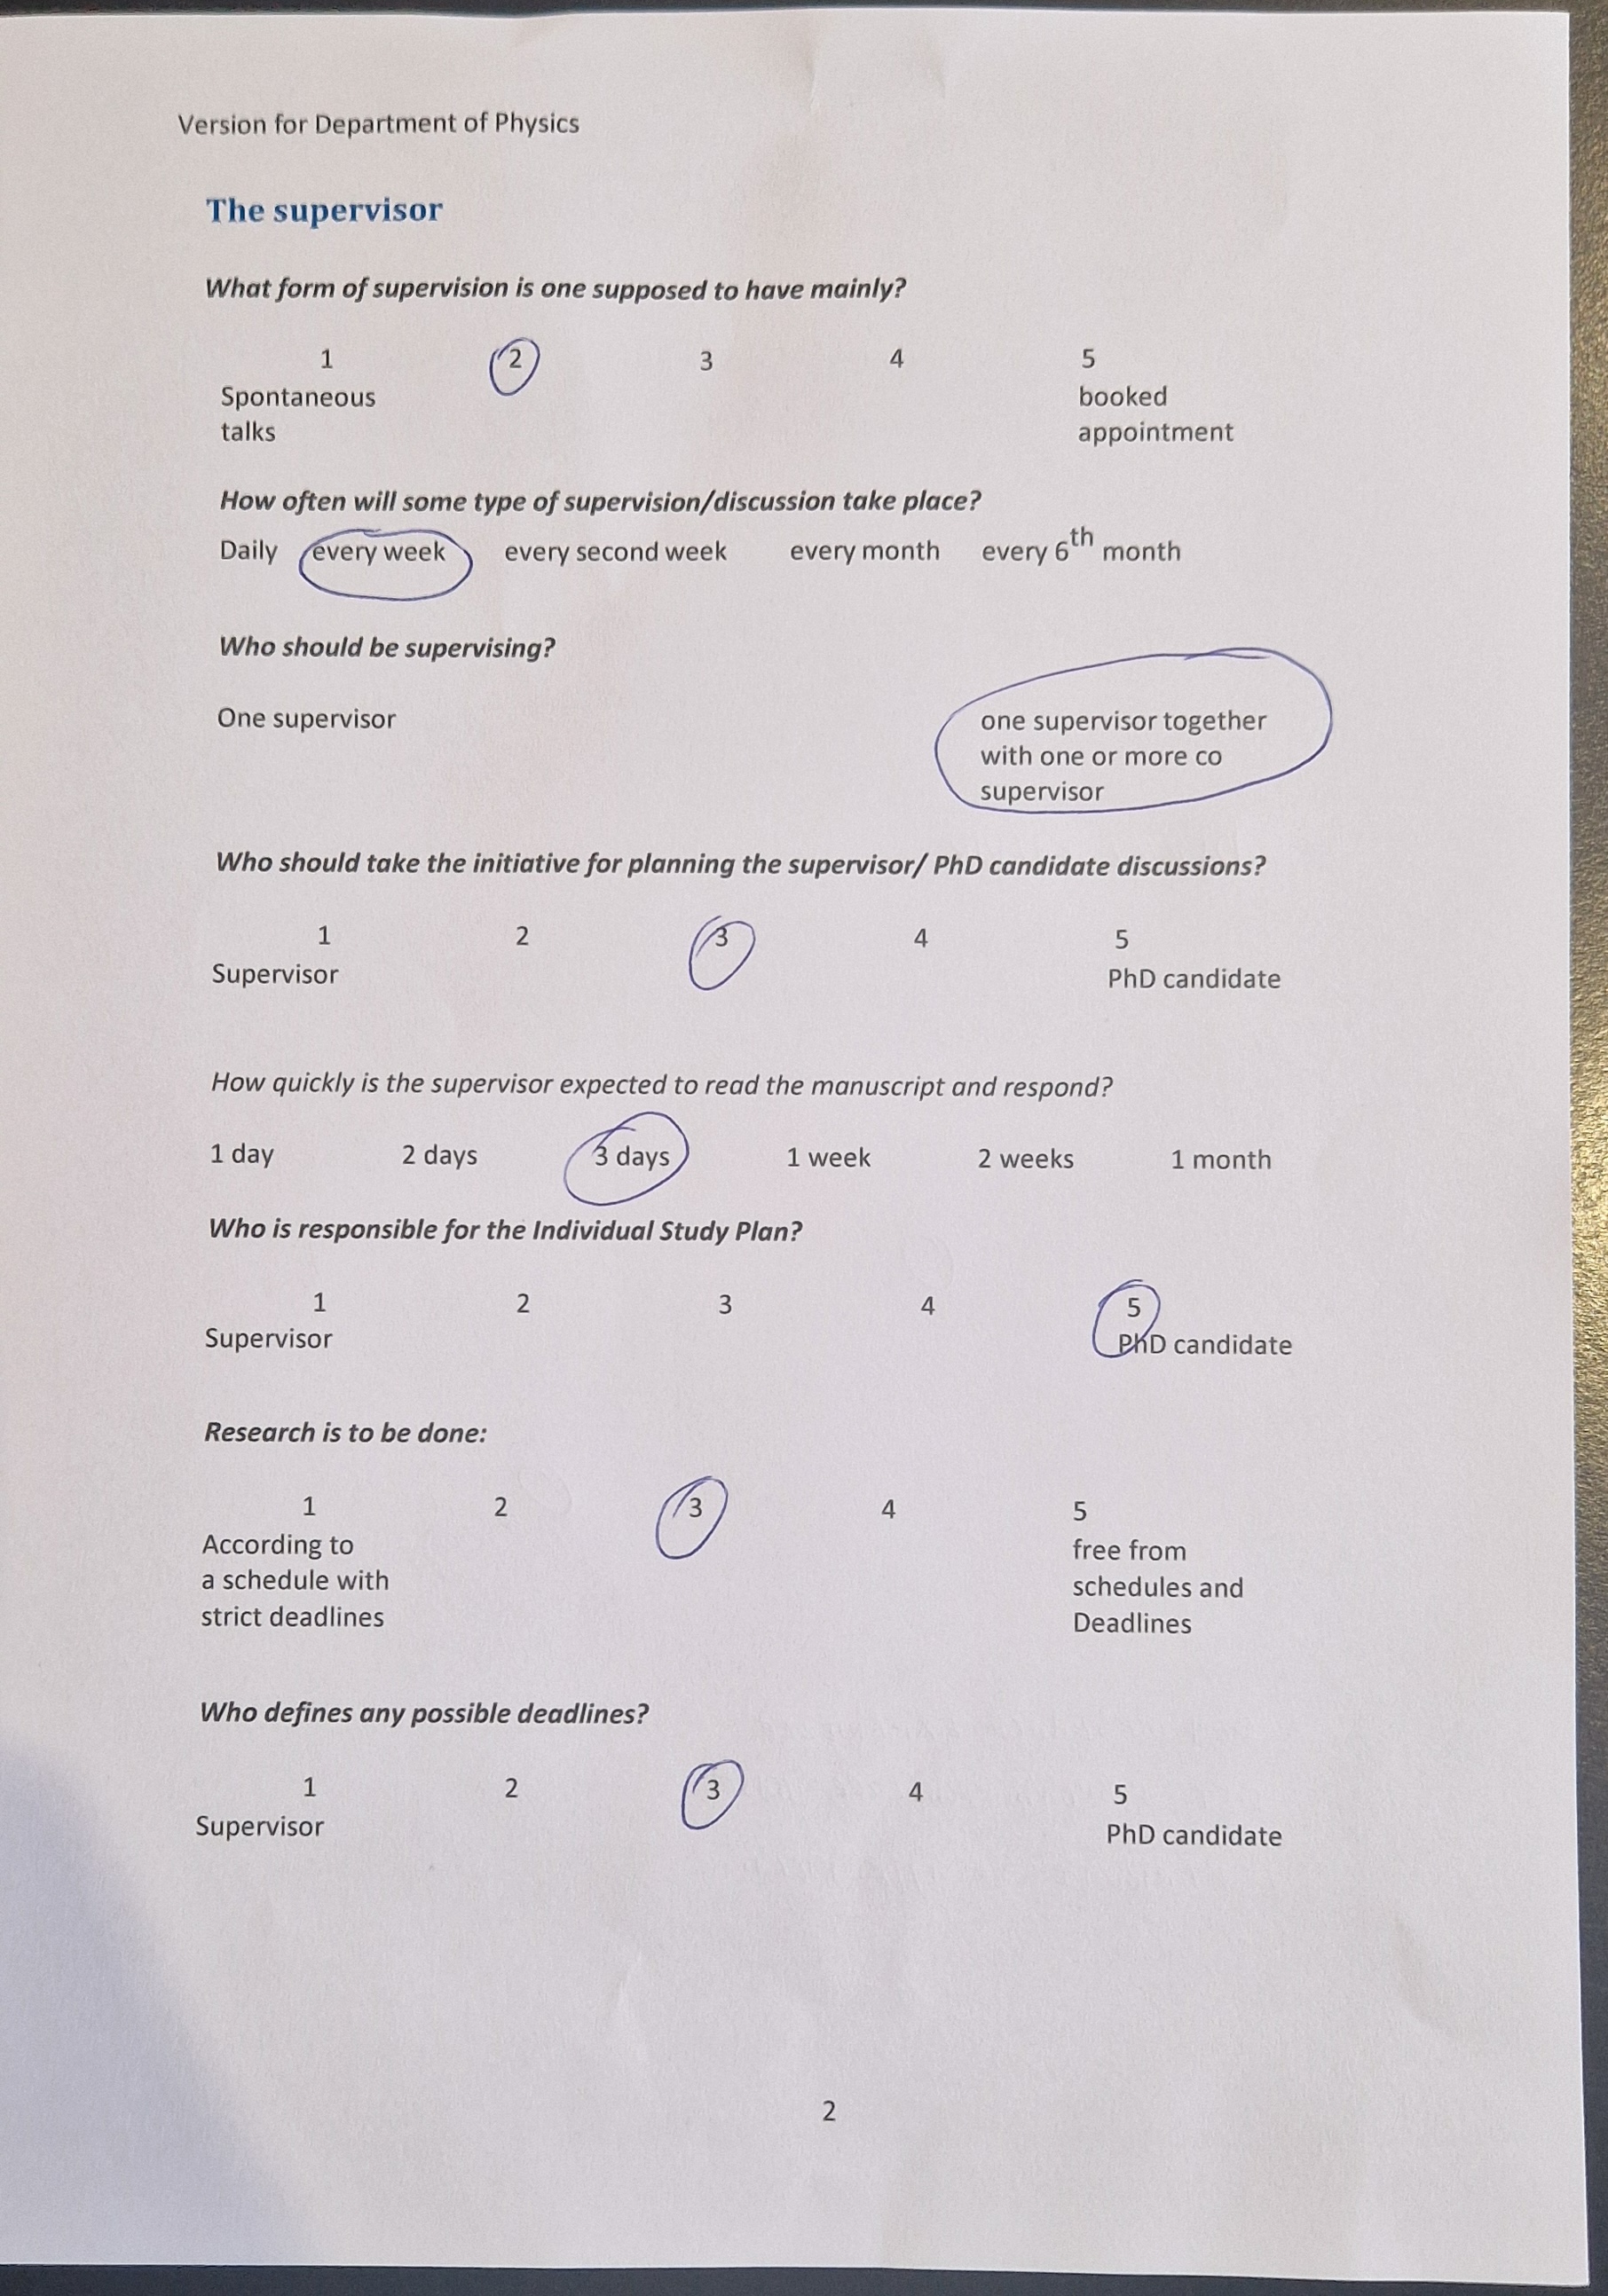 Version for Department of Physics
The supervisor
What form of supervision is one supposed to have mainly?
1 2 3 4 5
Spontaneous booked
talks appointment
How often will some type of supervision/discussion take place?
Daily every week every second week every month every 6th month
Who should be supervising?
One supervisor one supervisor together
with one or more co
supervisor
Who should take the initiative for planning the supervisor/ PhD candidate discussions?
1 2 3 4 5
Supervisor PhD candidate
How quickly is the supervisor expected to read the manuscript and respond?
1 day 2 days 3 days 1 week 2 weeks 1 month
Who is responsible for the Individual Study Plan?
1 2 3 4 5
Supervisor PhD candidate
Research is to be done:
1 2 3 4 5
According to free from
a schedule with schedules and
strict deadlines Deadlines
Who defines any possible deadlines?
1 2 3 4 5
Supervisor PhD candidate
2